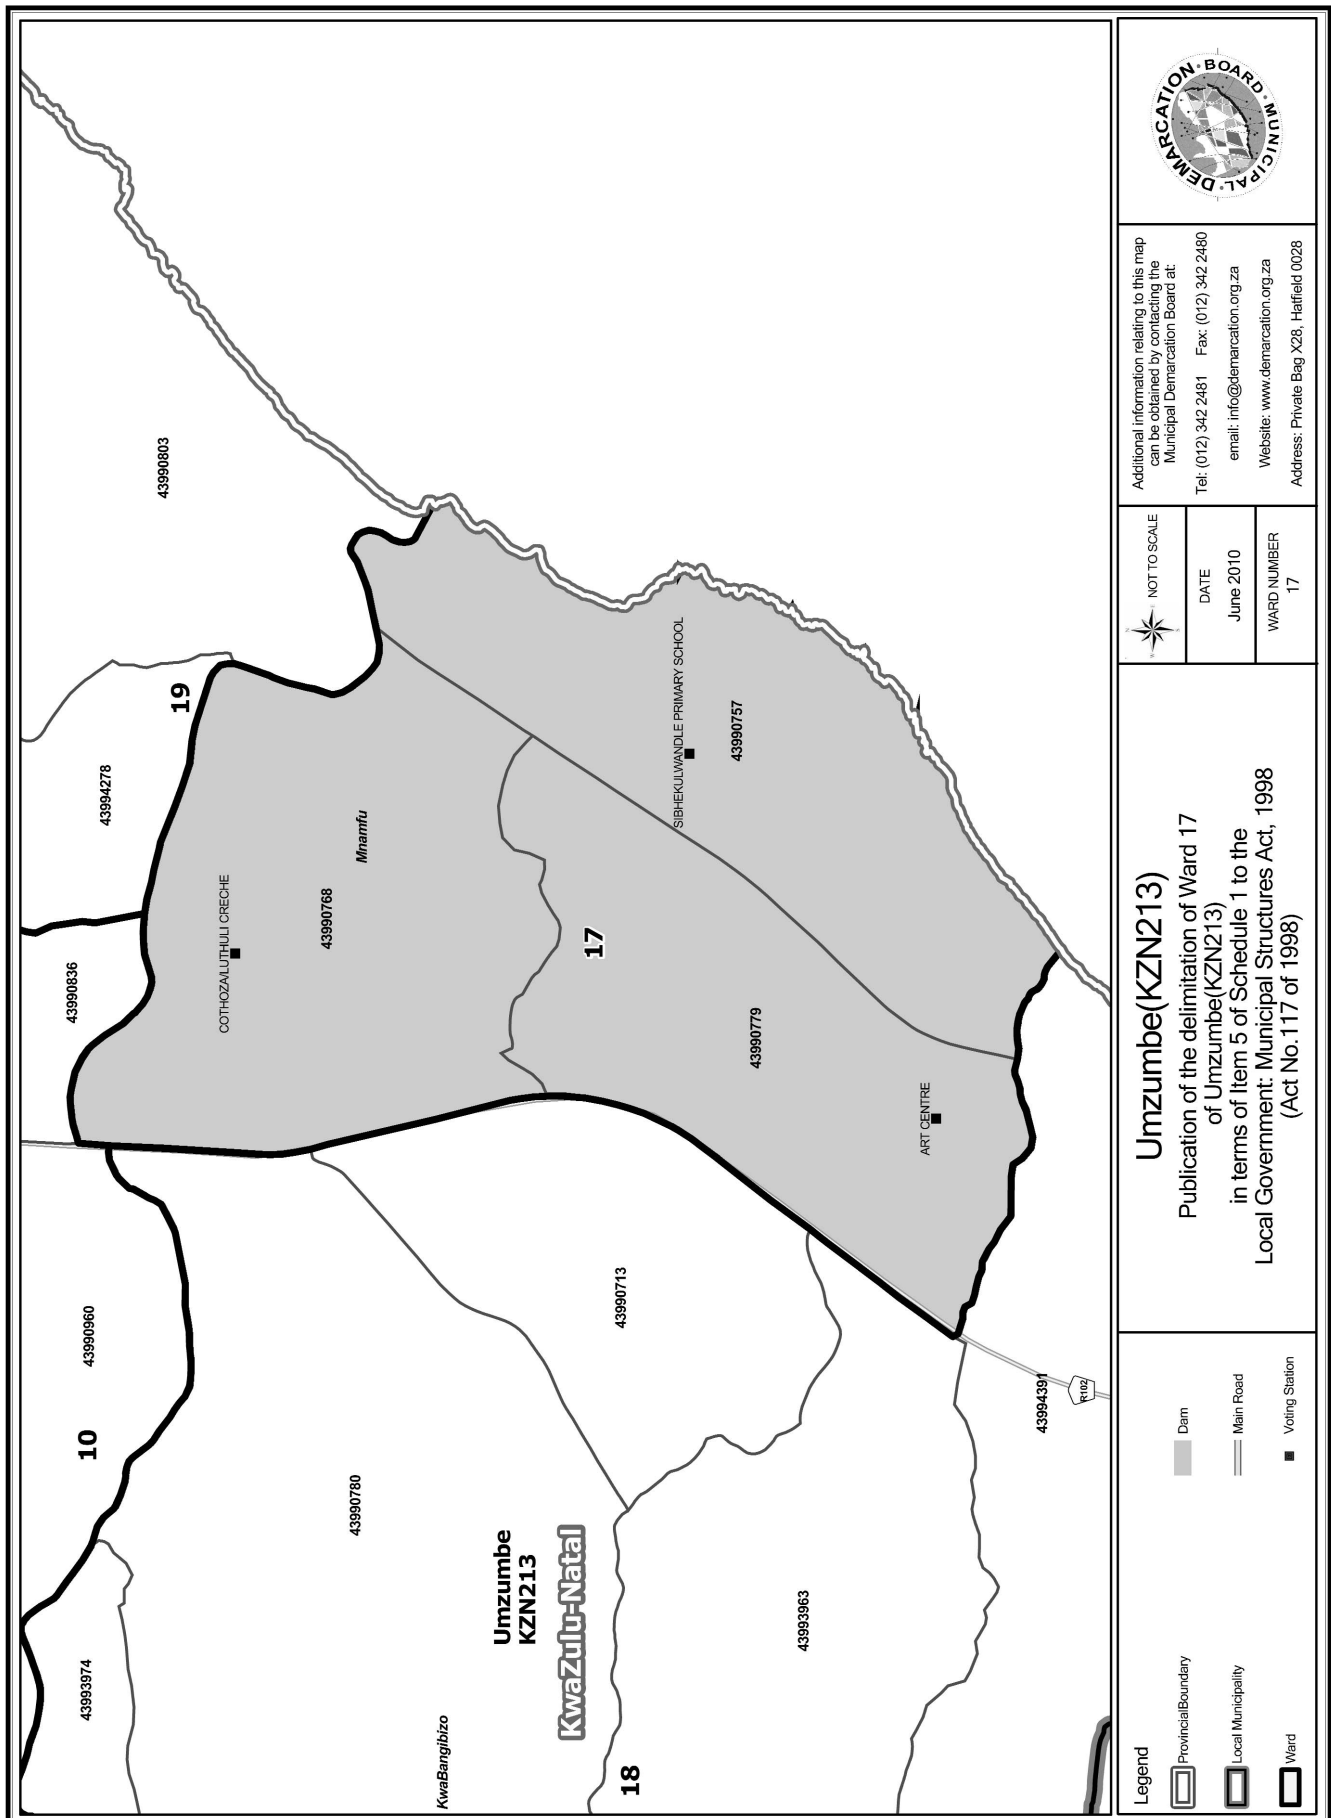 43993974
10
43990960
43990836
43994278
19
43990803
COTHOZA/LUTHULI CRECHE
43990768
Mnamfu
43990780
KwaBangibizo
Umzumbe
KZN213
KwaZulu-Natal
18
43990713
17
SIBHEKULWANDLE PRIMARY SCHOOL
43990757
43990779
43993963
ART CENTRE
43994391
R102
Legend
ProvincialBoundary
Local Municipality
Ward
Dam
Main Road
Voting Station
Umzumbe(KZN213)
Publication of the delimitation of Ward 17
of Umzumbe(KZN213)
in terms of Item 5 of Schedule 1 to the
Local Government: Municipal Structures Act, 1998
(Act No.117 of 1998)
NOT TO SCALE
DATE
June 2010
WARD NUMBER
17
Additional information relating to this map
can be obtained by contacting the
Municipal Demarcation Board at:
Tel: (012) 342 2481 Fax: (012) 342 2480
email: info@demarcation.org.za
Website: www.demarcation.org.za
Address: Private Bag X28, Hatfield 0028
MUNICIPAL · DEMARCATION · BOARD ·